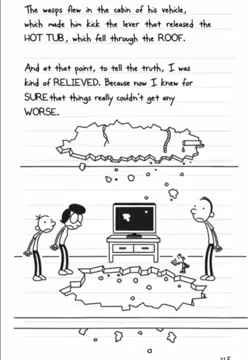 The wasps flew in the cabin of his vehicle,
which made him kick the lever that released the
HOT TUB, which fell through the ROOF.
And at that point, to tell the truth, I was
kind of RELIEVED. Because now I knew for
SURE that things really couldn't get any
WORSE.